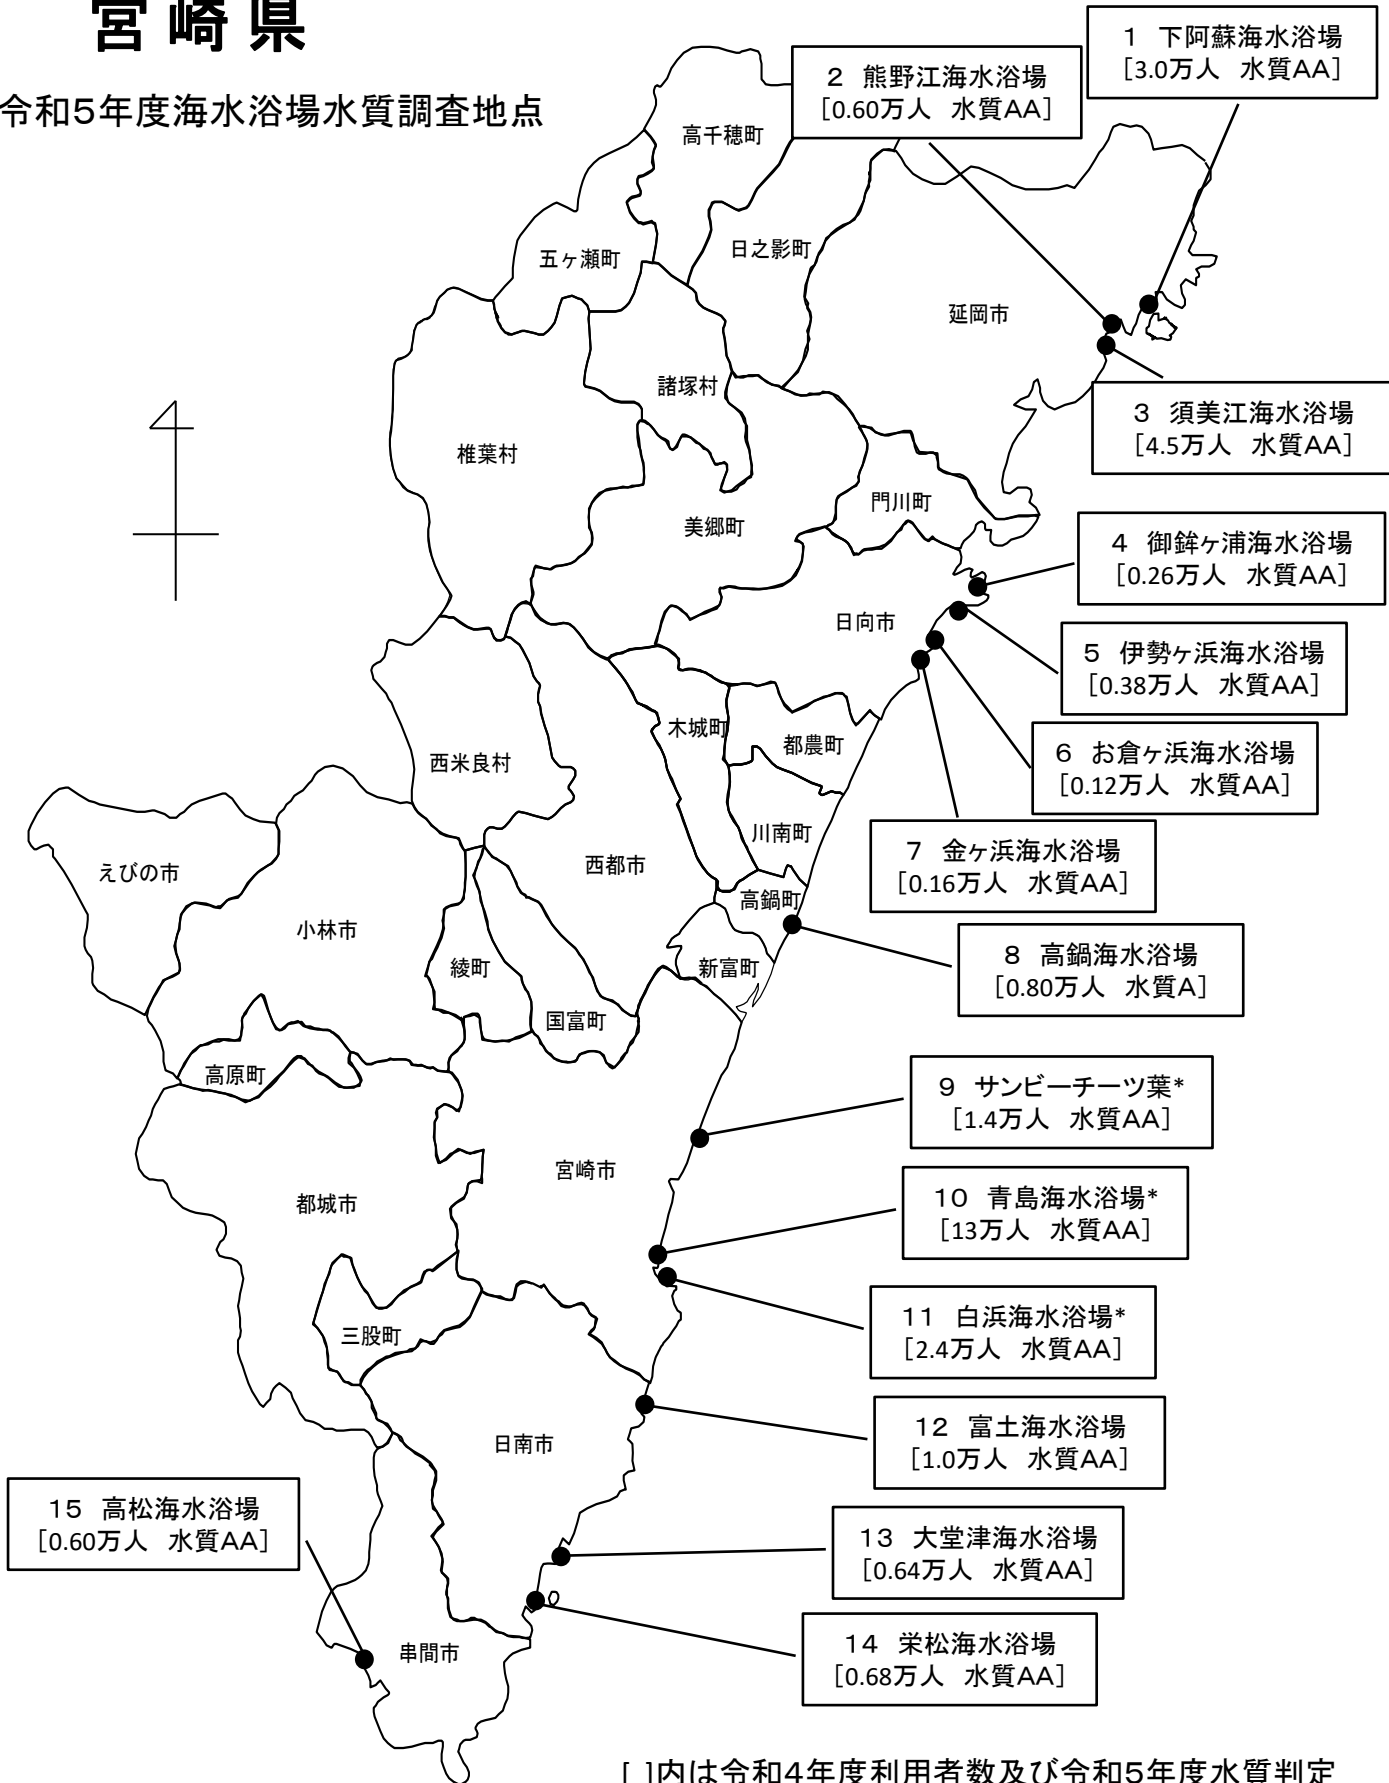 宮崎県
令和5年度海水浴場水質調査地点
1 下阿蘇海水浴場
[3.0万人 水質AA]
2 熊野江海水浴場
[0.60万人 水質AA]
高千穂町
五ヶ瀬町
日之影町
延岡市
諸塚村
3 須美江海水浴場
[4.5万人 水質AA]
椎葉村
美郷町
門川町
4 御鉾ヶ浦海水浴場
[0.26万人 水質AA]
日向市
5 伊勢ヶ浜海水浴場
[0.38万人 水質AA]
木城町
都農町
西米良村
6 お倉ヶ浜海水浴場
[0.12万人 水質AA]
川南町
7 金ヶ浜海水浴場
[0.16万人 水質AA]
えびの市
西都市
高鍋町
小林市
綾町
新富町
8 高鍋海水浴場
[0.80万人 水質A]
国富町
高原町
9 サンビーチ一ツ葉*
[1.4万人 水質AA]
宮崎市
都城市
10 青島海水浴場*
[13万人 水質AA]
三股町
11 白浜海水浴場*
[2.4万人 水質AA]
日南市
12 富土海水浴場
[1.0万人 水質AA]
15 高松海水浴場
[0.60万人 水質AA]
13 大堂津海水浴場
[0.64万人 水質AA]
串間市
14 栄松海水浴場
[0.68万人 水質AA]
[ ]内は令和4年度利用者数及び令和5年度水質判定